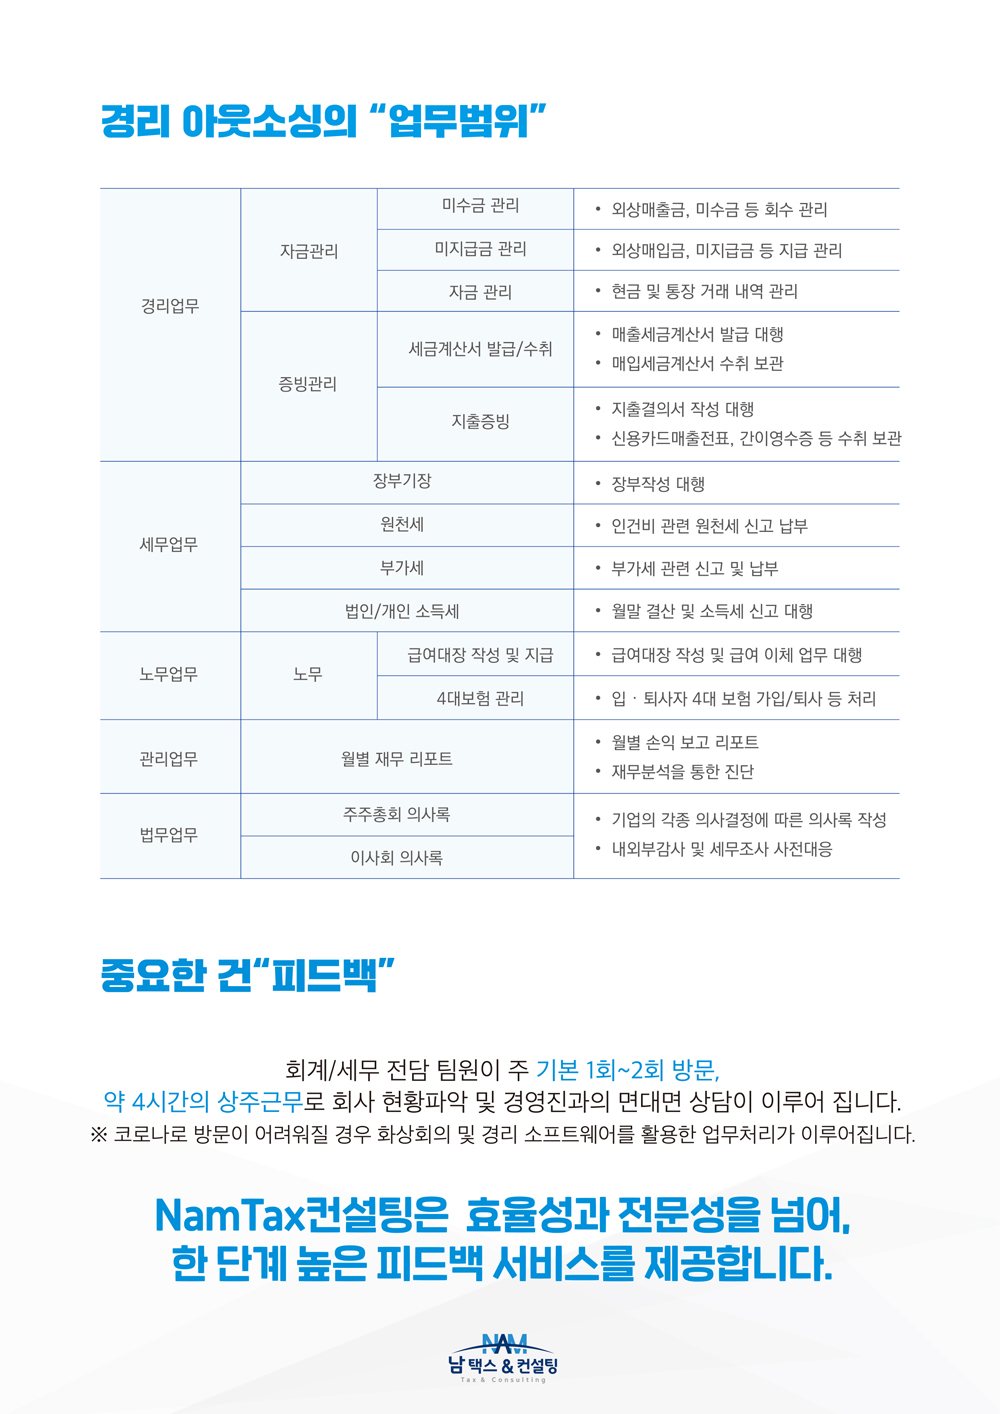 경리 아웃소싱의 “업무범위”
경리업무
자금관리
미수금 관리
• 외상매출금, 미수금 등 회수 관리
미지급금 관리
• 외상매입금, 미지급금 등 지급 관리
자금 관리
• 현금 및 통장 거래 내역 관리
증빙관리
세금계산서 발급/수취
• 매출세금계산서 발급 대행
• 매입세금계산서 수취 보관
지출증빙
• 지출결의서 작성 대행
• 신용카드매출전표, 간이영수증 등 수취 보관
세무업무
장부기장
• 장부작성 대행
원천세
• 인건비 관련 원천세 신고 납부
부가세
• 부가세 관련 신고 및 납부
법인/개인 소득세
• 월말 결산 및 소득세 신고 대행
노무업무
노무
급여대장 작성 및 지급
• 급여대장 작성 및 급여 이체 업무 대행
4대보험 관리
• 입 · 퇴사자 4대 보험 가입/퇴사 등 처리
관리업무
월별 재무 리포트
• 월별 손익 보고 리포트
• 재무분석을 통한 진단
법무업무
주주총회 의사록
이사회 의사록
• 기업의 각종 의사결정에 따른 의사록 작성
• 내외부감사 및 세무조사 사전대응
중요한 건“피드백”
회계/세무 전담 팀원이 주 기본 1회~2회 방문,
약 4시간의 상주근무로 회사 현황파악 및 경영진과의 면대면 상담이 이루어 집니다.
※ 코로나로 방문이 어려워질 경우 화상회의 및 경리 소프트웨어를 활용한 업무처리가 이루어집니다.
NamTax컨설팅은 효율성과 전문성을 넘어,
한 단계 높은 피드백 서비스를 제공합니다.
NAM
남 택스 & 컨설팅
Tax & Consulting